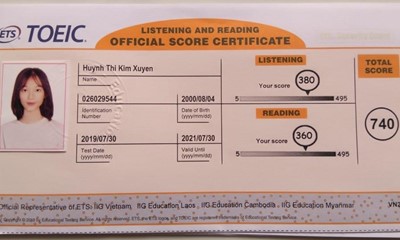 ETS TOEIC.
LISTENING AND READING
OFFICIAL SCORE CERTIFICATE
Huynh Thi Kim Xuyen
Name
026029544
2000/08/04
Identification
Number
Date of Birth
(yyyy/mm/dd)
2019/07/30
2021/07/30
Test Date
(yyyy/mm/dd)
Valid Until
(yyyy/mm/dd)
LISTENING
Your score
380
5
495
READING
Your score
360
5
495
TOTAL
SCORE
740
Official Representative of ETS: IIG Vietnam, IIG Education Laos, IIG Education Cambodia, IIG Education Myanmar